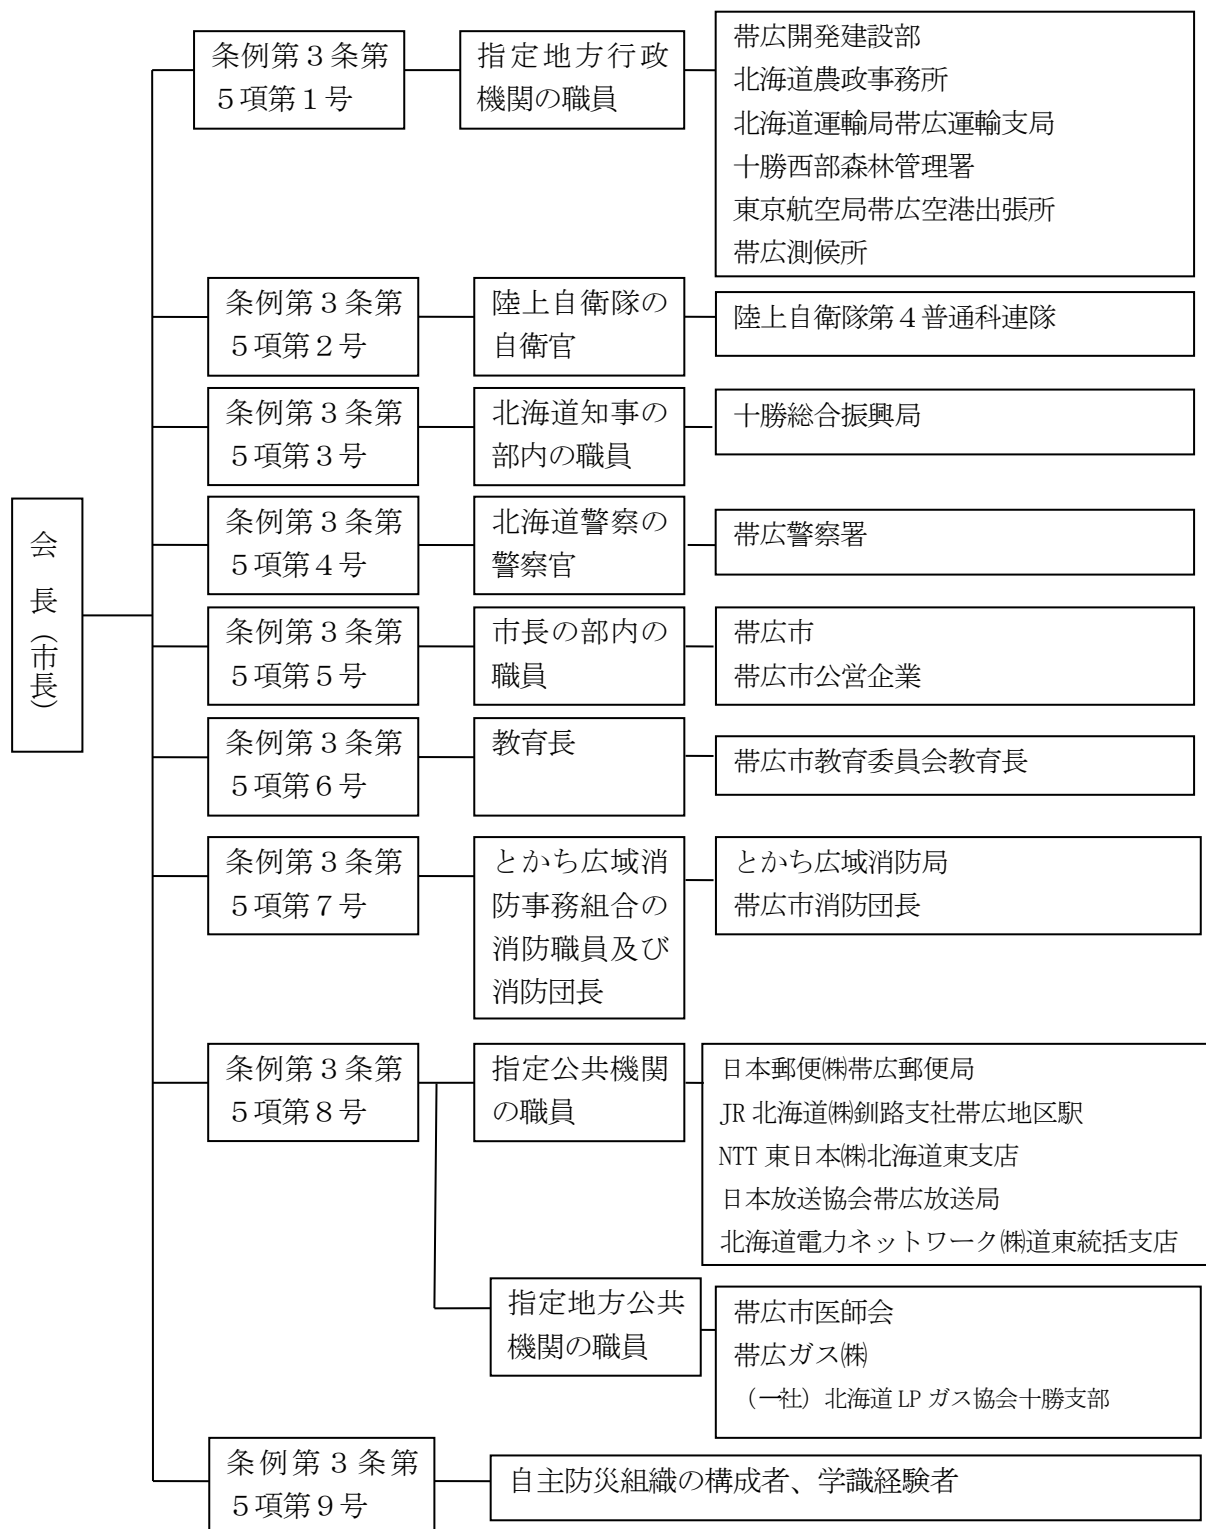 会長（市長）
条例第３条第
５項第１号
指定地方行政
機関の職員
帯広開発建設部
北海道農政事務所
北海道運輸局帯広運輸支局
十勝西部森林管理署
東京航空局帯広空港出張所
帯広測候所
条例第３条第
５項第２号
陸上自衛隊の
自衛官
陸上自衛隊第４普通科連隊
条例第３条第
５項第３号
北海道知事の
部内の職員
十勝総合振興局
条例第３条第
５項第４号
北海道警察の
警察官
帯広警察署
条例第３条第
５項第５号
市長の部内の
職員
帯広市
帯広市公営企業
条例第３条第
５項第６号
教育長
帯広市教育委員会教育長
条例第３条第
５項第７号
とかち広域消
防事務組合の
消防職員及び
消防団長
とかち広域消防局
帯広市消防団長
条例第３条第
５項第８号
指定公共機関
の職員
日本郵便㈱帯広郵便局
JR 北海道㈱釧路支社帯広地区駅
NTT 東日本㈱北海道東支店
日本放送協会帯広放送局
北海道電力ネットワーク㈱道東統括支店
指定地方公共
機関の職員
帯広市医師会
帯広ガス㈱
（一社）北海道 LP ガス協会十勝支部
条例第３条第
５項第９号
自主防災組織の構成者、学識経験者